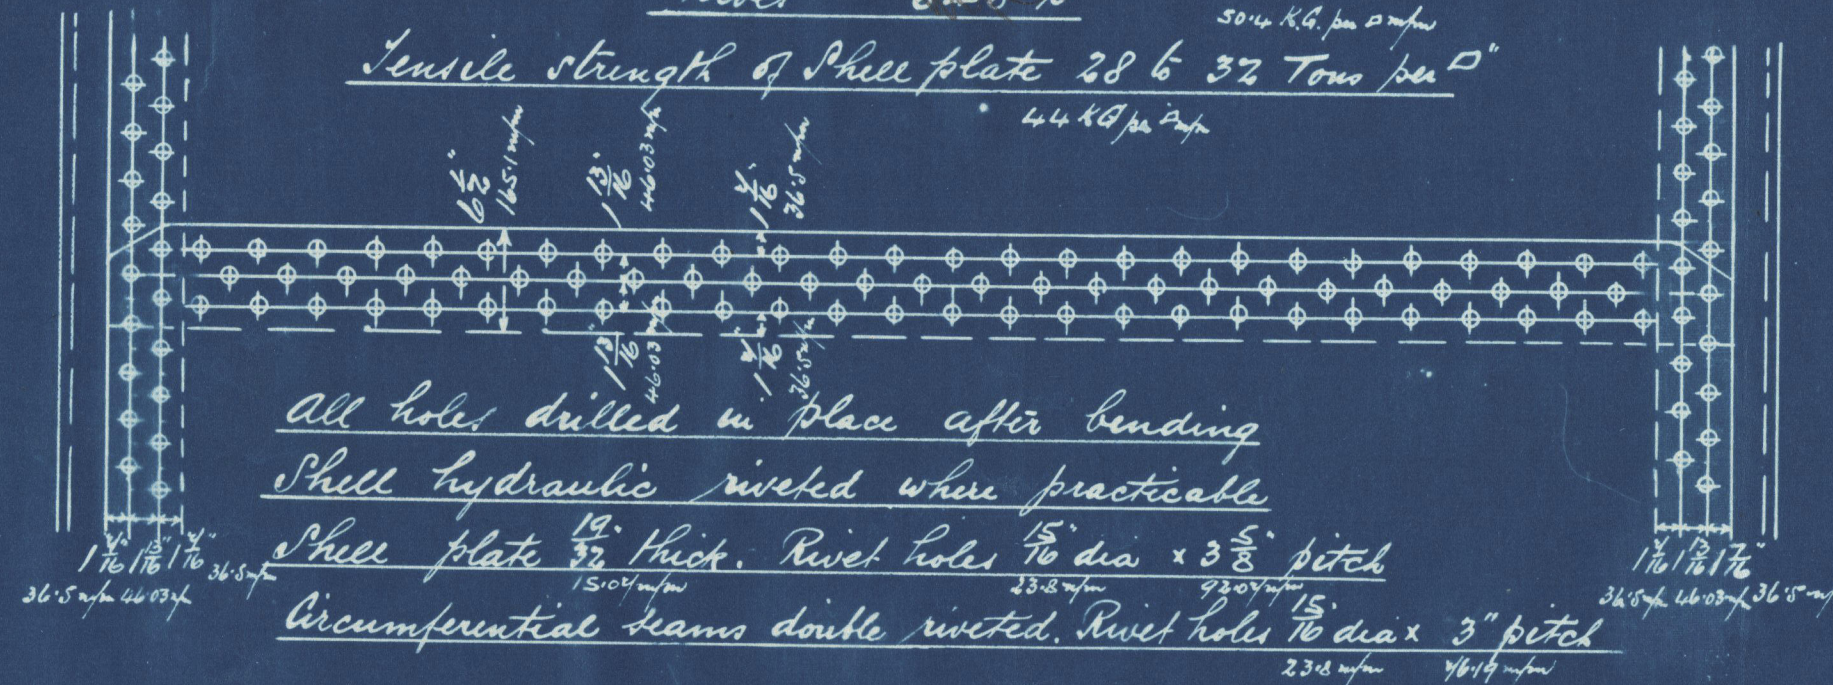 50·4 K.G. per □ m/m
Tensile strength of Shell plate 28 to 32 Tons per □"
44 KG per □ m/m
6 1/2"
165·1 m/m
1 13/16"
46·03 m/m
1 7/16"
36·5 m/m
1 13/16"
46·03 m/m
1 7/16"
36·5 m/m
All holes drilled in place after bending
Shell hydraulic riveted where practicable
Shell plate 19/32" thick. Rivet holes 15/16" dia × 3 5/8" pitch
15·07 m/m 23·8 m/m 92·07 m/m
1 7/16" 1 13/16" 1 7/16"
36·5 m/m 46·03 m/m 36·5 m/m
1 7/16 1 13/16 1 7/16"
36·5 m/m 46·03 m/m 36·5 m/m
Circumferential seams double riveted. Rivet holes 15/16" dia × 3" pitch
23·8 m/m 76·19 m/m